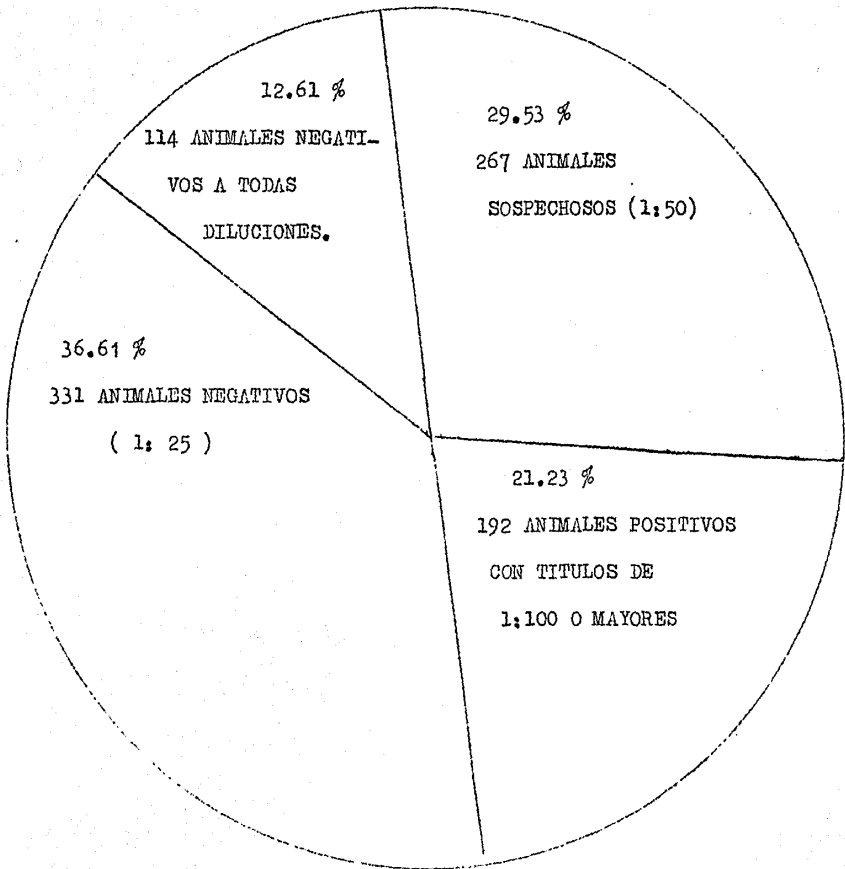 12.61 %
114 ANIMALES NEGATI-
VOS A TODAS
DILUCIONES.
29.53 %
267 ANIMALES
SOSPECHOSOS (1:50)
36.61 %
331 ANIMALES NEGATIVOS
( 1: 25 )
21.23 %
192 ANIMALES POSITIVOS
CON TITULOS DE
1:100 O MAYORES